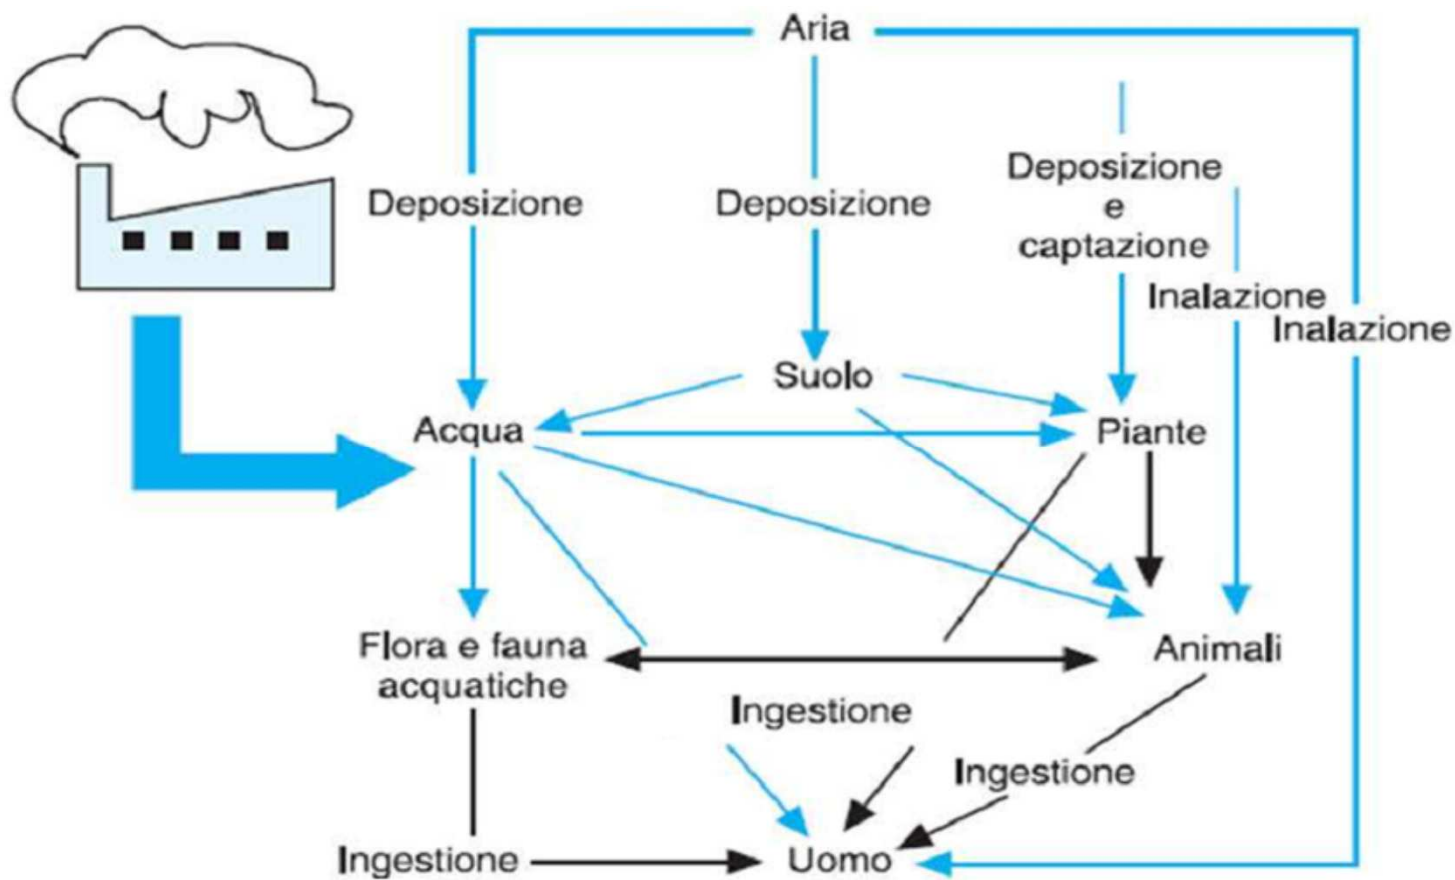 Aria
Deposizione
Deposizione
Deposizione
e
captazione
Inalazione
Inalazione
Suolo
Acqua
Piante
Flora e fauna
acquatiche
Animali
Ingestione
Ingestione
Ingestione
Uomo